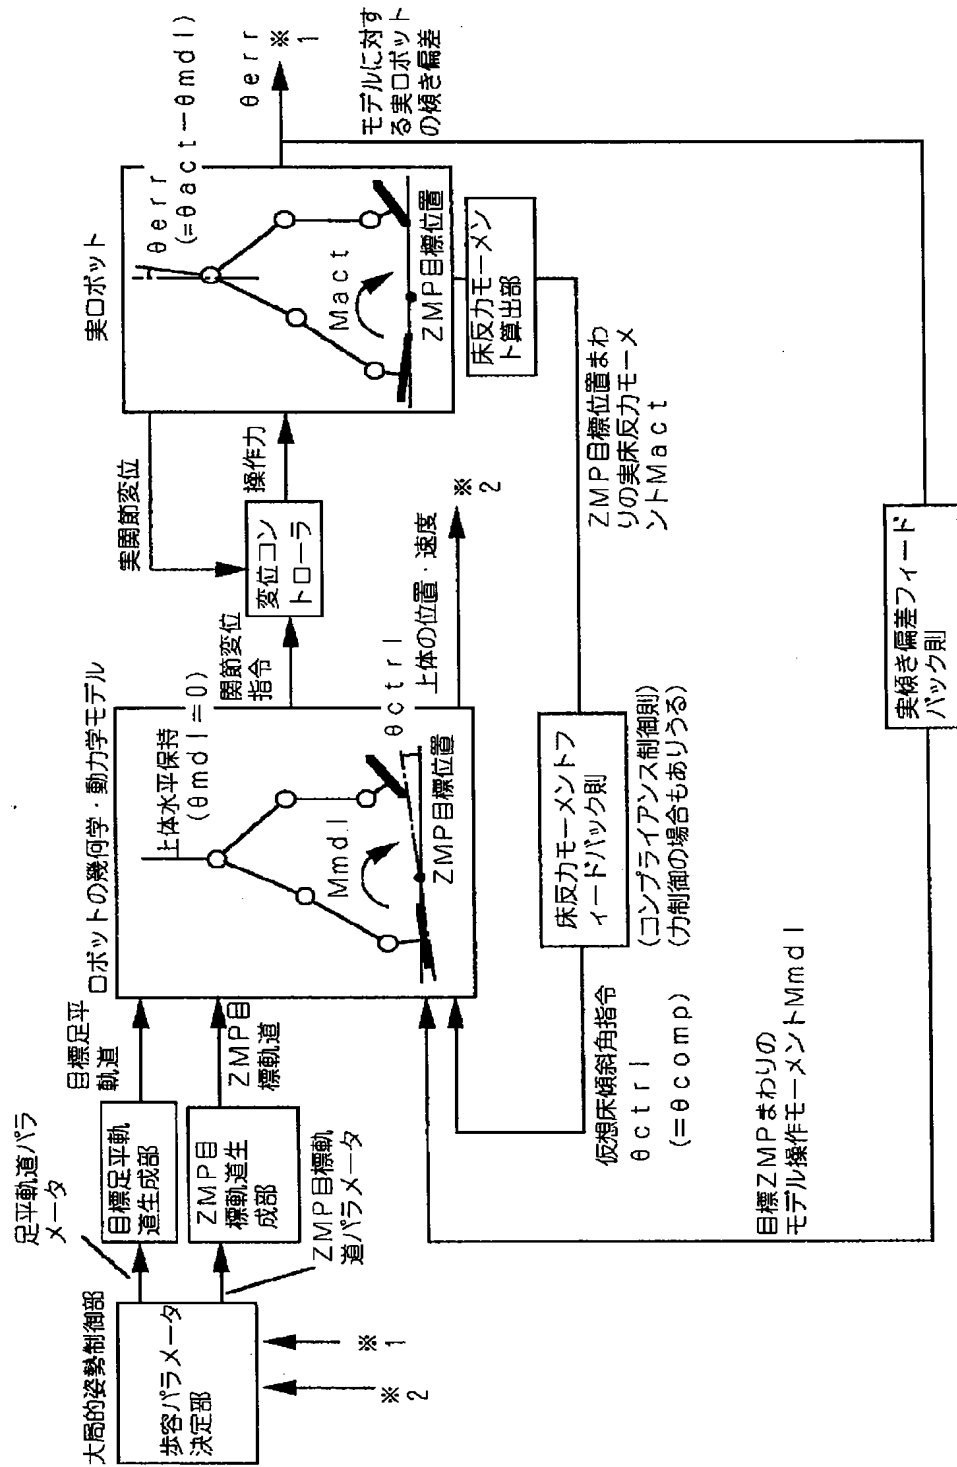 大局的姿勢制御部
歩容パラメータ
決定部
※
1
※
2
足平軌道パラ
メータ
目標足平軌
道生成部
ZMP目
標軌道生
成部
ZMP目標軌
道パラメータ
目標足平
軌道
ZMP目
標軌道
ロボットの幾何学・動力学モデル
上体水平保持
(θmdl=0)
Mmdl
θctrl
ZMP目標位置
関節変位
指令
変位コン
トローラ
実関節変位
操作力
上体の位置・速度
※
2
実ロボット
θerr
(=θact-θmdl)
Mact
ZMP目標位置
床反力モーメン
ト算出部
θerr
※
1
モデルに対す
る実ロボット
の傾き偏差
ZMP目標位置まわ
りの実床反力モーメ
ントMact
床反力モーメントフ
ィードバック則
(コンプライアンス制御則)
(力制御の場合もありうる)
仮想床傾斜角指令
θctrl
(=θcomp)
実傾き偏差フィード
バック則
目標ZMPまわりの
モデル操作モーメントMmdl